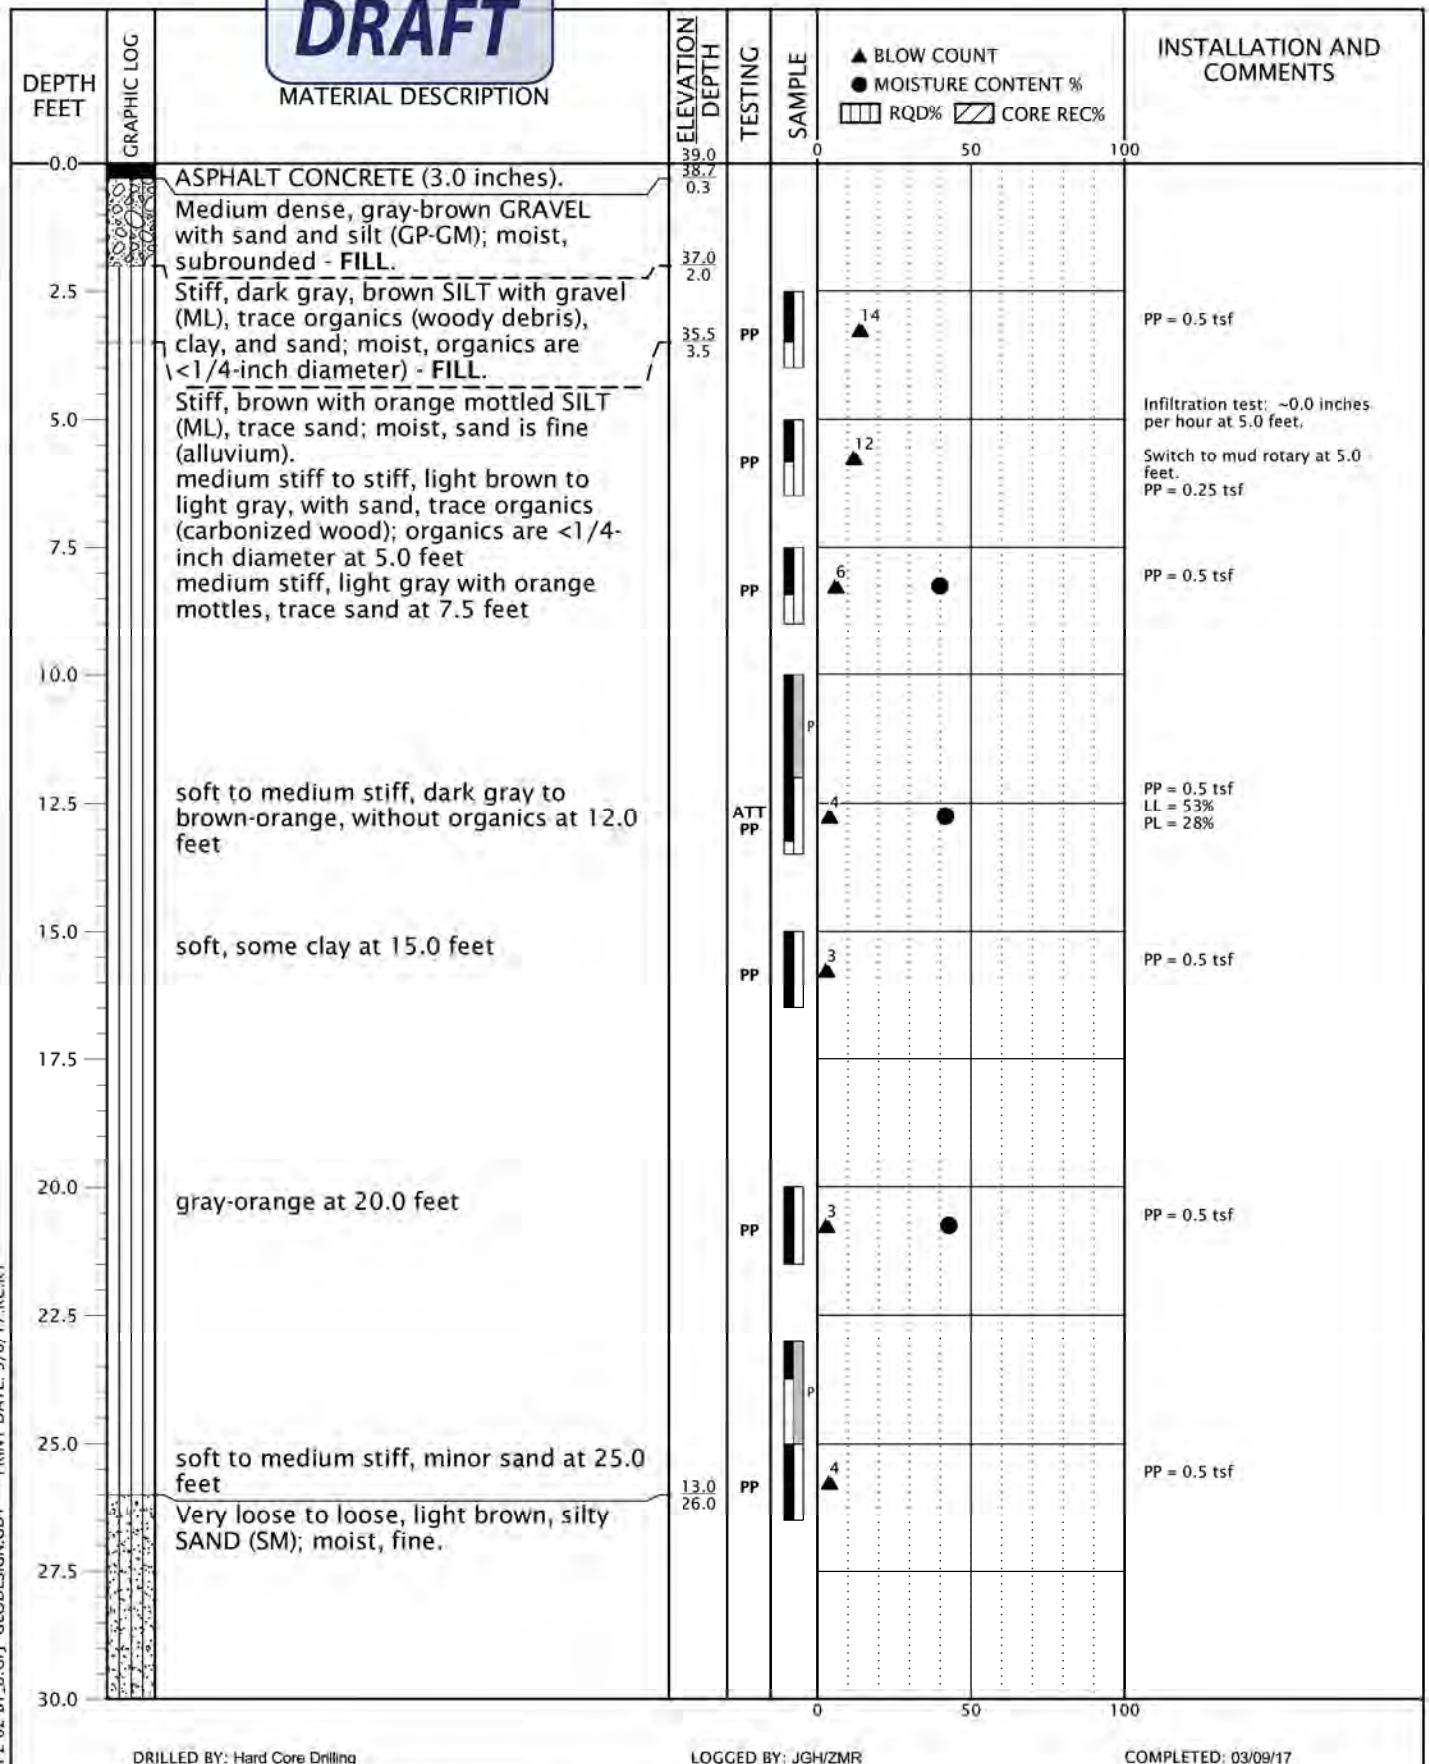 DRAFT
DEPTH
FEET
GRAPHIC LOG
MATERIAL DESCRIPTION
ELEVATION
DEPTH
TESTING
SAMPLE
▲ BLOW COUNT
● MOISTURE CONTENT %
RQD% CORE REC%
INSTALLATION AND
COMMENTS
0 50 100
0.0
39.0
ASPHALT CONCRETE (3.0 inches).
38.7
0.3
Medium dense, gray-brown GRAVEL
with sand and silt (GP-GM); moist,
subrounded - FILL.
37.0
2.0
2.5
Stiff, dark gray, brown SILT with gravel
(ML), trace organics (woody debris),
clay, and sand; moist, organics are
<1/4-inch diameter) - FILL.
35.5
3.5
PP
14
PP = 0.5 tsf
Stiff, brown with orange mottled SILT
(ML), trace sand; moist, sand is fine
(alluvium).
5.0
PP
12
Infiltration test: ~0.0 inches
per hour at 5.0 feet.
Switch to mud rotary at 5.0
feet.
PP = 0.25 tsf
medium stiff to stiff, light brown to
light gray, with sand, trace organics
(carbonized wood); organics are <1/4-
inch diameter at 5.0 feet
7.5
medium stiff, light gray with orange
mottles, trace sand at 7.5 feet
PP
6
PP = 0.5 tsf
10.0
P
12.5
soft to medium stiff, dark gray to
brown-orange, without organics at 12.0
feet
ATT
PP
4
PP = 0.5 tsf
LL = 53%
PL = 28%
15.0
soft, some clay at 15.0 feet
PP
3
PP = 0.5 tsf
17.5
20.0
gray-orange at 20.0 feet
PP
3
PP = 0.5 tsf
22.5
P
25.0
soft to medium stiff, minor sand at 25.0
feet
13.0
26.0
PP
4
PP = 0.5 tsf
Very loose to loose, light brown, silty
SAND (SM); moist, fine.
27.5
30.0
0 50 100
DRILLED BY: Hard Core Drilling
LOGGED BY: JGH/ZMR
COMPLETED: 03/09/17